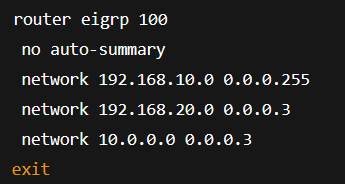 router eigrp 100
no auto-summary
network 192.168.10.0 0.0.0.255
network 192.168.20.0 0.0.0.3
network 10.0.0.0 0.0.0.3
exit